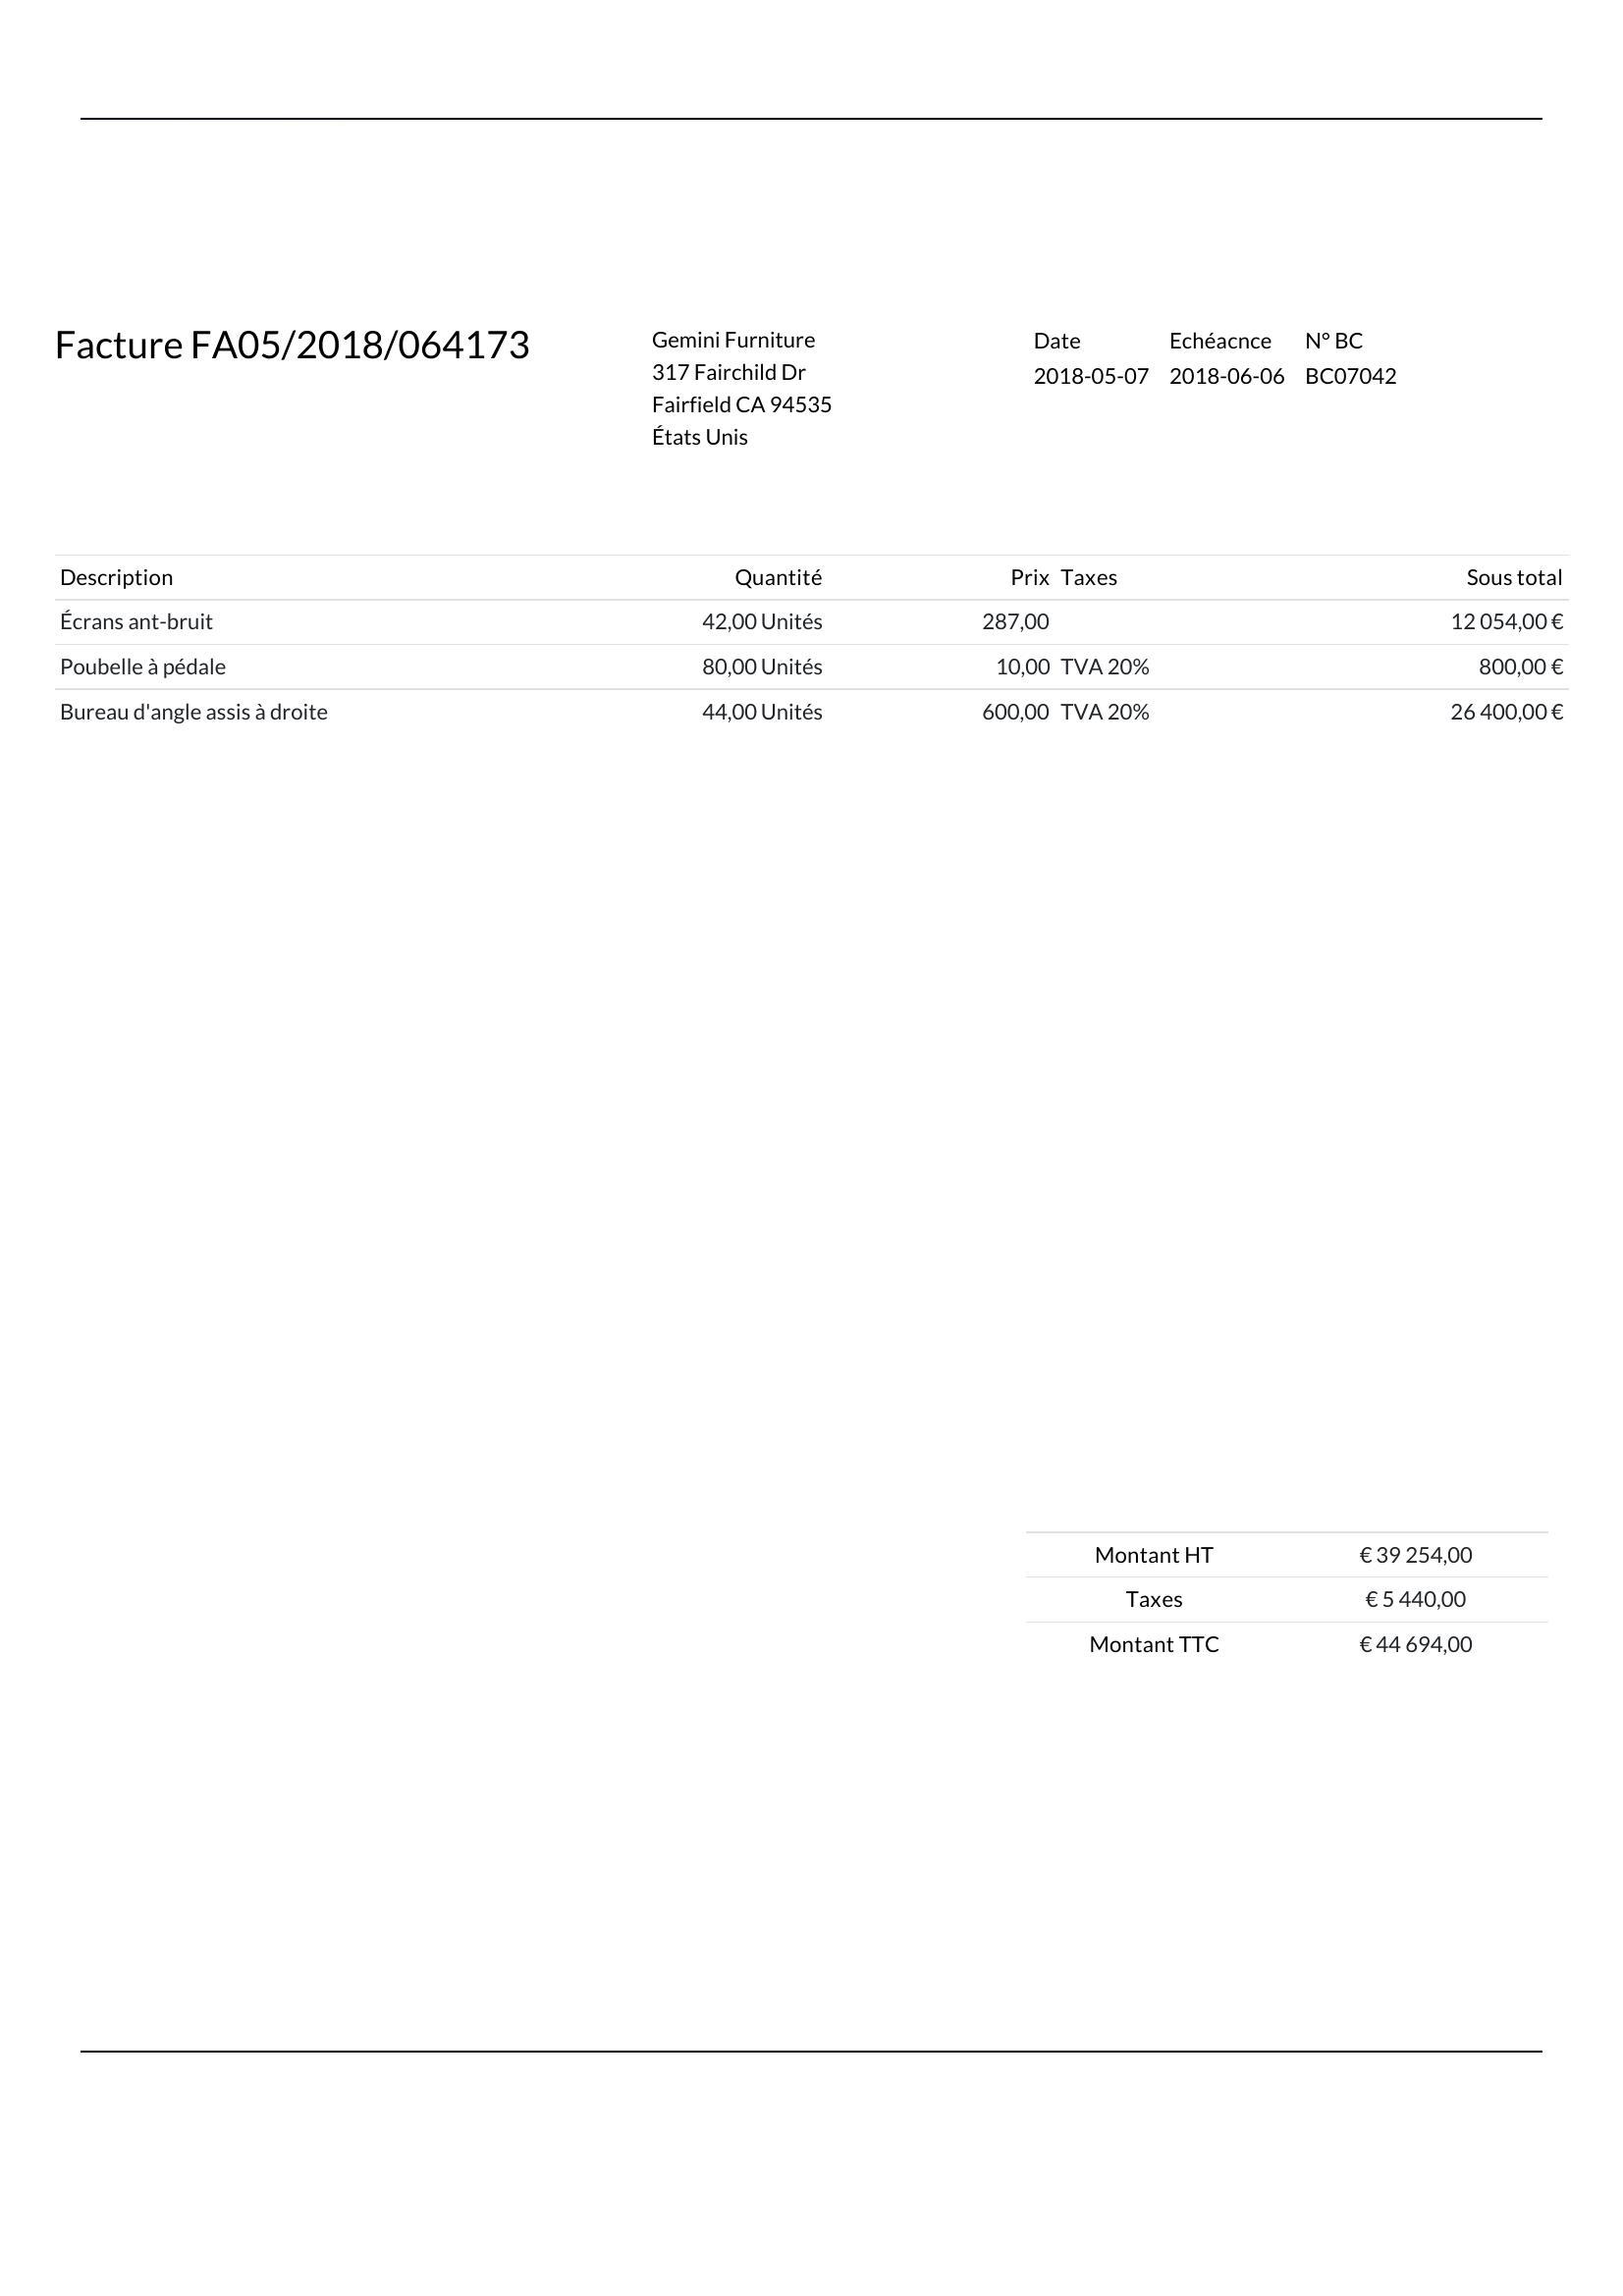 Facture FA05/2018/064173
Gemini Furniture
317 Fairchild Dr
Fairfield CA 94535
États Unis
Date Echéacnce N° BC
2018-05-07 2018-06-06 BC07042
Description Quantité Prix Taxes Sous total
Écrans ant-bruit 42,00 Unités 287,00 12 054,00 €
Poubelle à pédale 80,00 Unités 10,00 TVA 20% 800,00 €
Bureau d'angle assis à droite 44,00 Unités 600,00 TVA 20% 26 400,00 €
Montant HT € 39 254,00
Taxes € 5 440,00
Montant TTC € 44 694,00